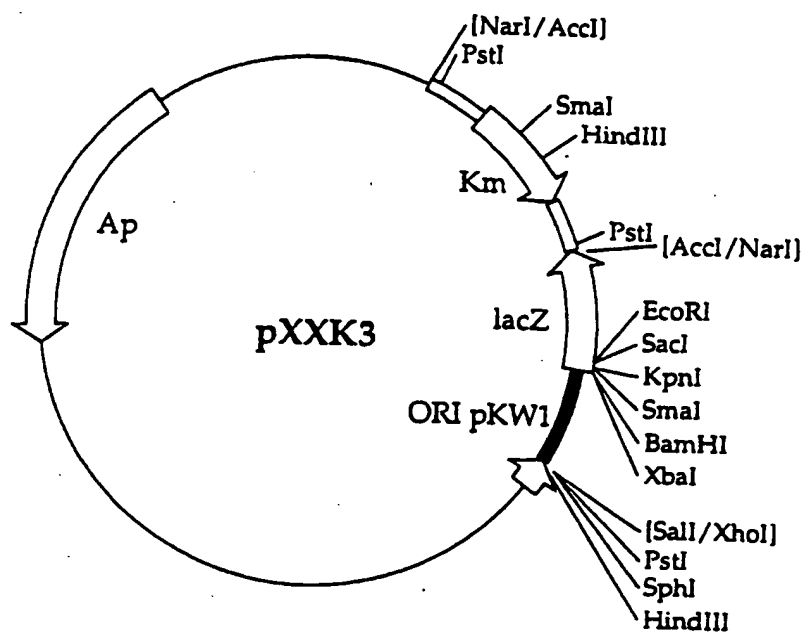 [NarI/AccI]
PstI
SmaI
HindIII
Km
Ap
PstI
[AccI/NarI]
lacZ
pXXK3
EcoRI
SacI
KpnI
SmaI
BamHI
XbaI
ORI pKW1
[SalI/XhoI]
PstI
SphI
HindIII